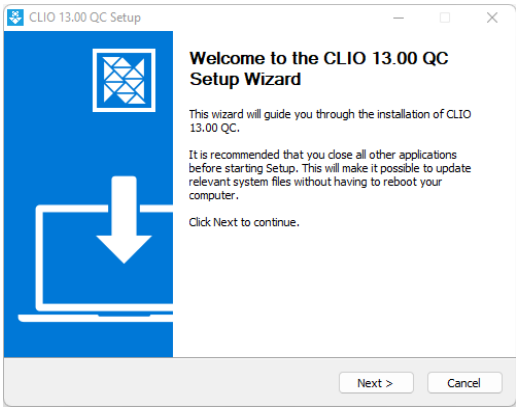 CLIO 13.00 QC Setup
Welcome to the CLIO 13.00 QC
Setup Wizard
This wizard will guide you through the installation of CLIO
13.00 QC.
It is recommended that you close all other applications
before starting Setup. This will make it possible to update
relevant system files without having to reboot your
computer.
Click Next to continue.
Next >
Cancel